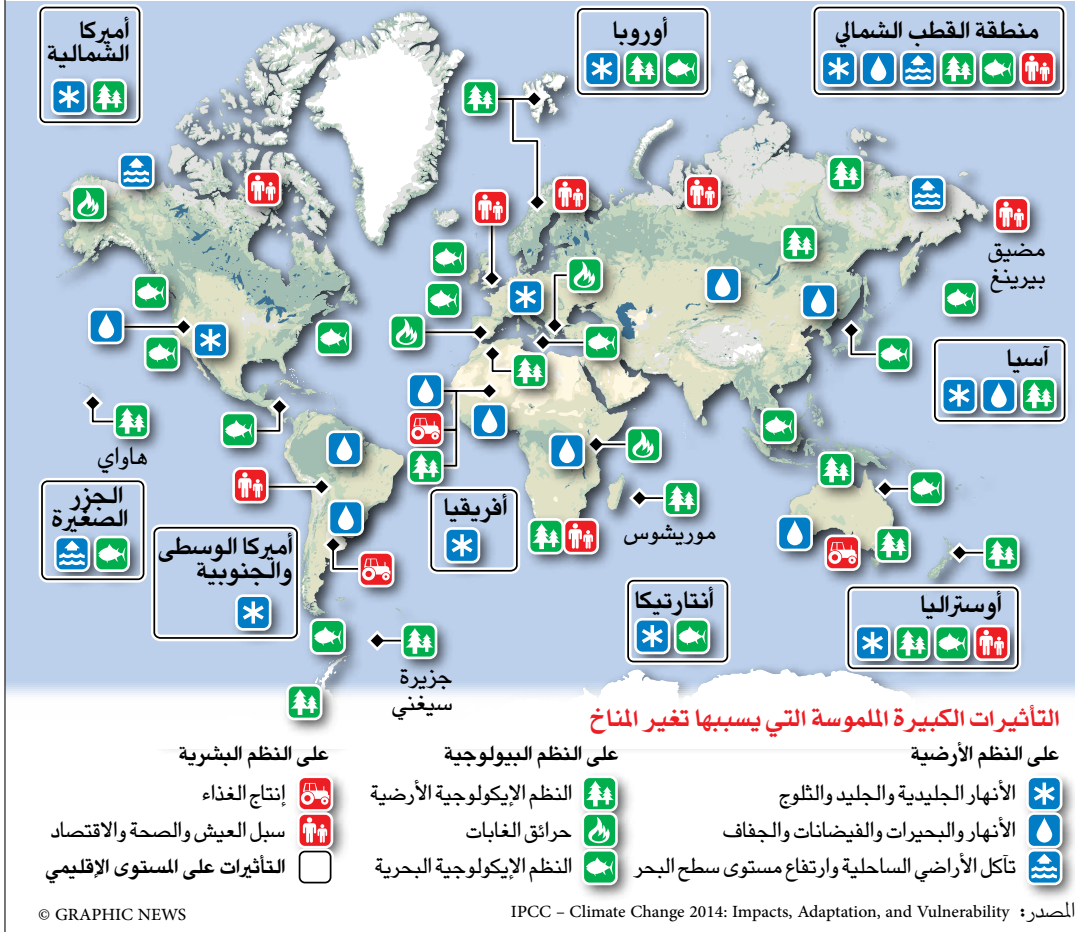 منطقة القطب الشمالي
أوروبا
أميركا
الشمالية
مضيق
بيرينغ
آسيا
هاواي
الجزر
الصغيرة
أفريقيا
موريشوس
أميركا الوسطى
والجنوبية
أنتارتيكا
أوستراليا
جزيرة
سيغني
التأثيرات الكبيرة الملموسة التي يسببها تغير المناخ
على النظم الأرضية
الأنهار الجليدية والجليد والثلوج
الأنهار والبحيرات والفيضانات والجفاف
تآكل الأراضي الساحلية وارتفاع مستوى سطح البحر
على النظم البيولوجية
النظم الإيكولوجية الأرضية
حرائق الغابات
النظم الإيكولوجية البحرية
على النظم البشرية
إنتاج الغذاء
سبل العيش والصحة والاقتصاد
التأثيرات على المستوى الإقليمي
المصدر: IPCC – Climate Change 2014: Impacts, Adaptation, and Vulnerability
© GRAPHIC NEWS